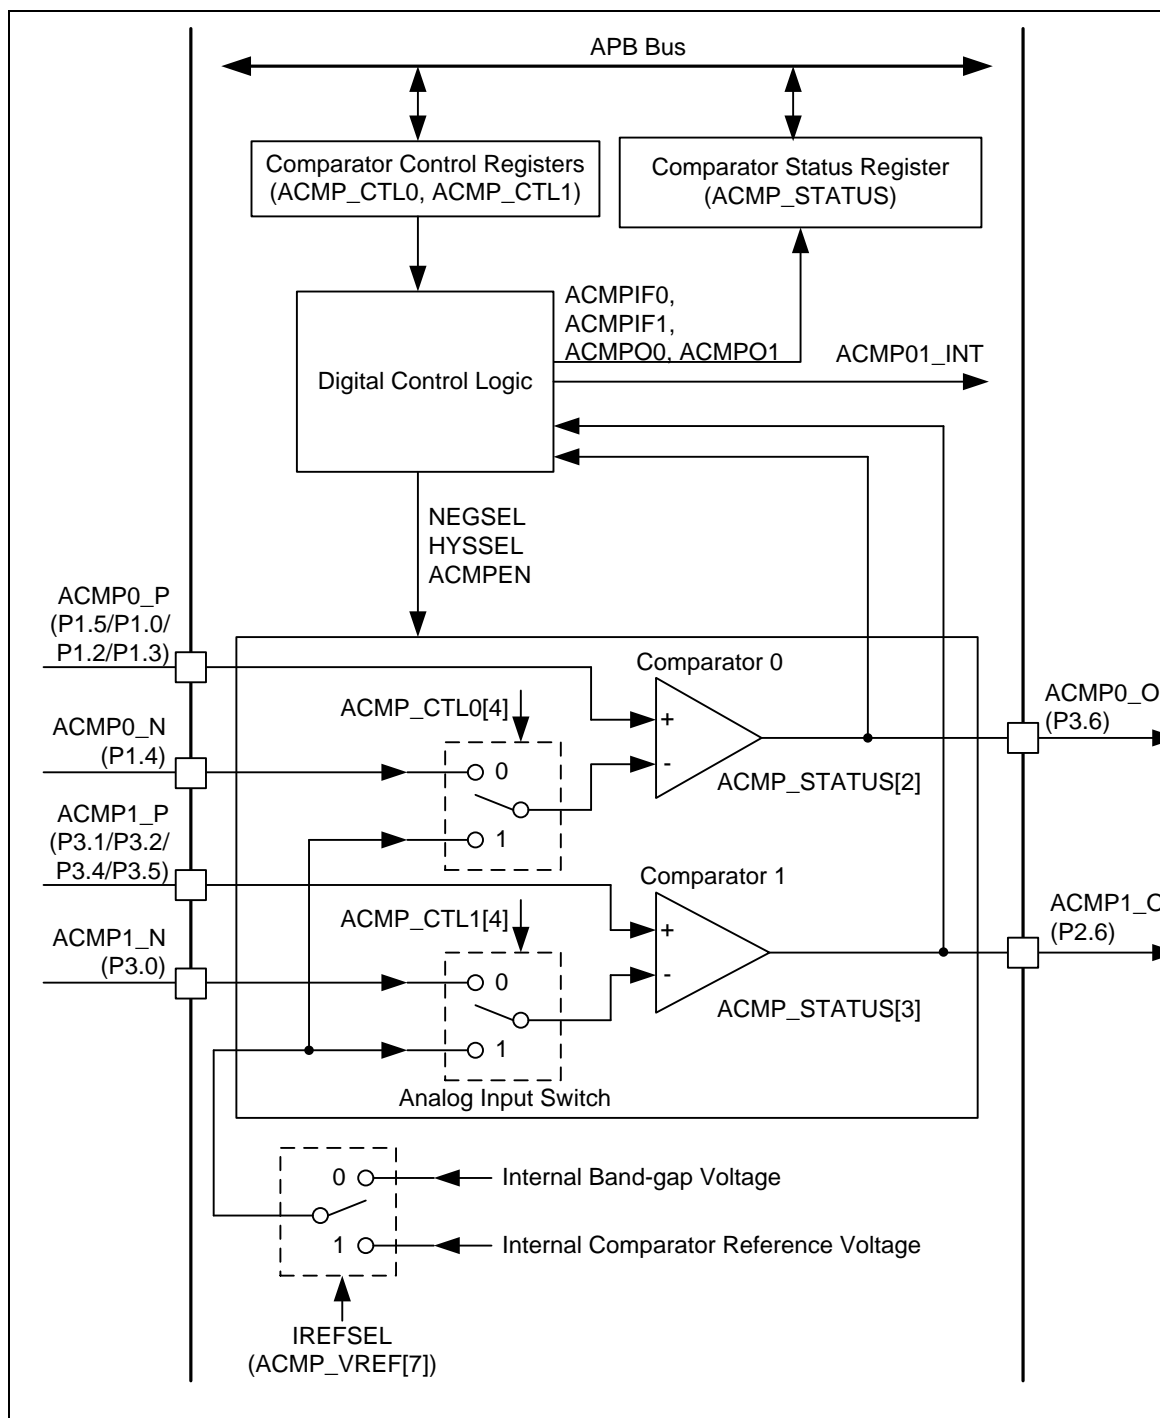 APB Bus
Comparator Control Registers
(ACMP_CTL0, ACMP_CTL1)
Comparator Status Register
(ACMP_STATUS)
ACMPIF0,
ACMPIF1,
ACMPO0, ACMPO1
ACMP01_INT
Digital Control Logic
NEGSEL
HYSSEL
ACMPEN
ACMP0_P
(P1.5/P1.0/
P1.2/P1.3)
Comparator 0
ACMP_CTL0[4]
+
-
ACMP0_O
(P3.6)
ACMP0_N
(P1.4)
0
1
ACMP_STATUS[2]
ACMP1_P
(P3.1/P3.2/
P3.4/P3.5)
Comparator 1
ACMP_CTL1[4]
+
-
ACMP1_O
(P2.6)
ACMP1_N
(P3.0)
0
1
ACMP_STATUS[3]
Analog Input Switch
0
Internal Band-gap Voltage
1
Internal Comparator Reference Voltage
IREFSEL
(ACMP_VREF[7])